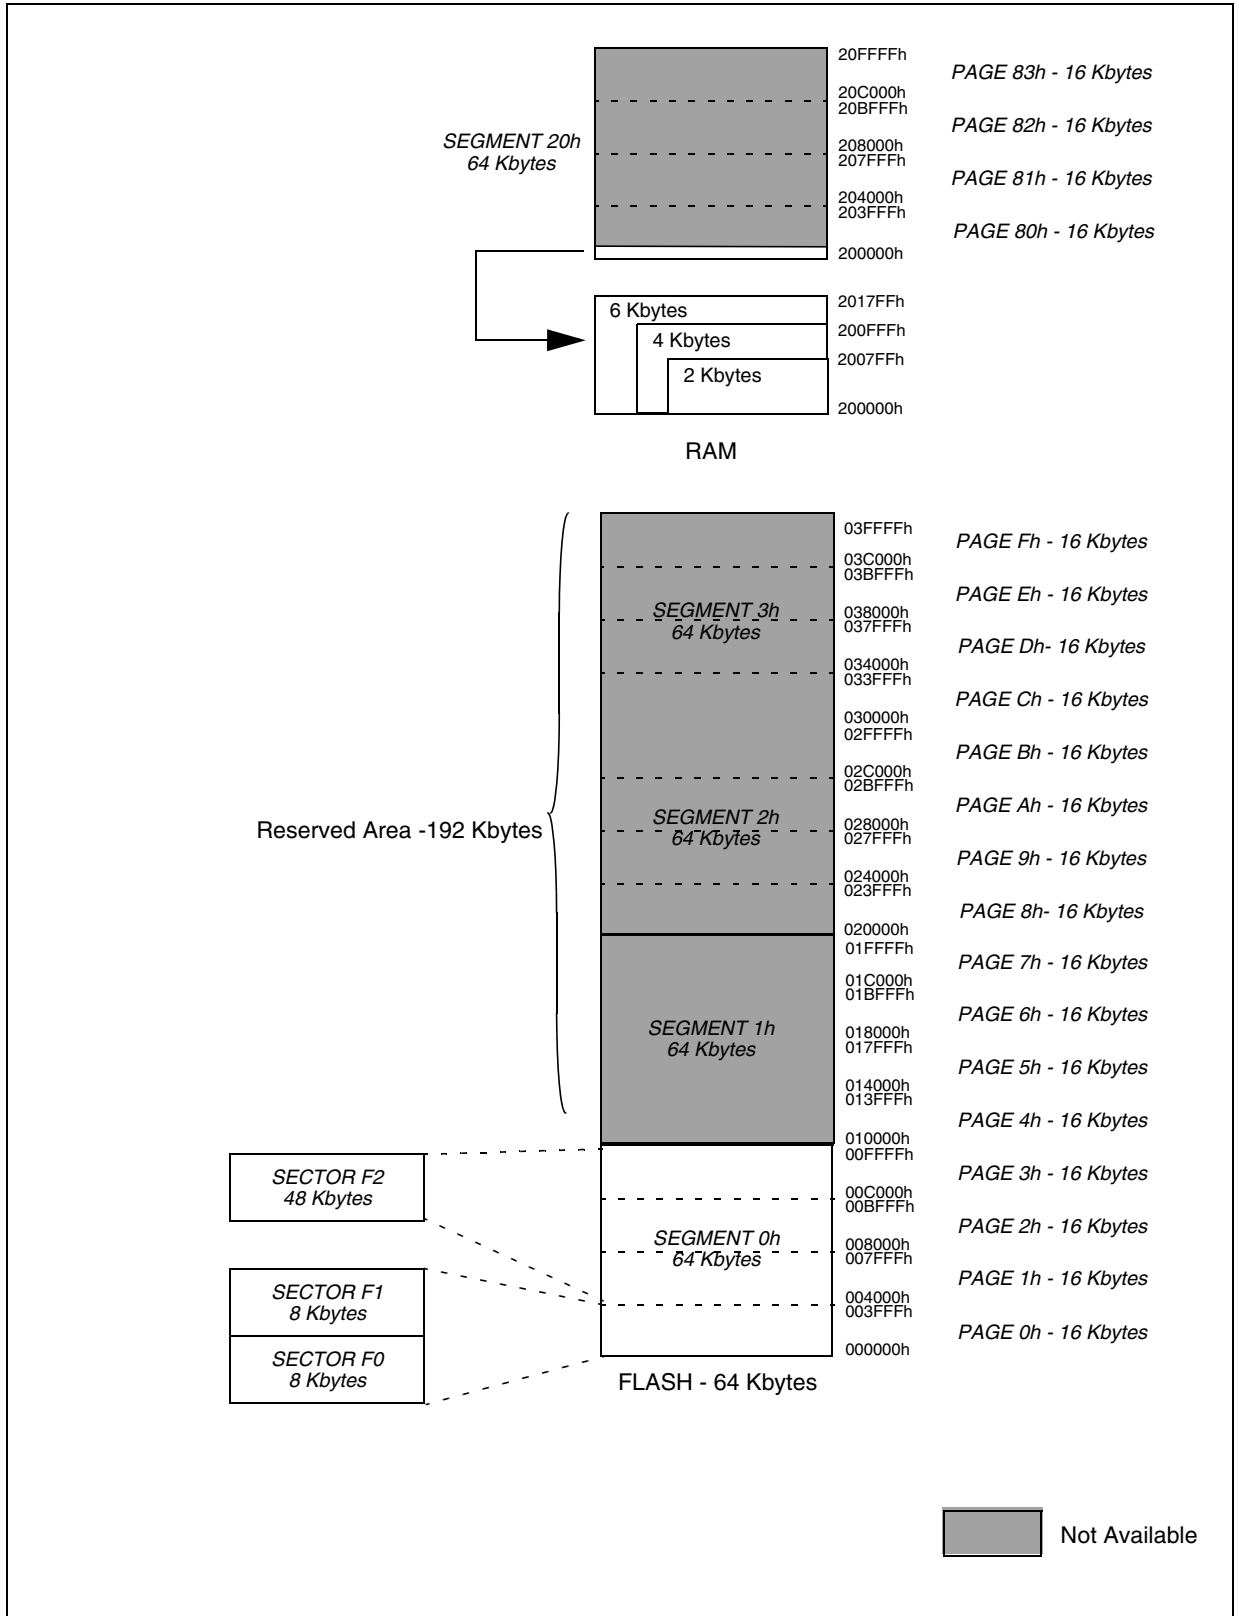 20FFFFh
PAGE 83h - 16 Kbytes
20C000h
20BFFFh
PAGE 82h - 16 Kbytes
SEGMENT 20h
64 Kbytes
208000h
207FFFh
PAGE 81h - 16 Kbytes
204000h
203FFFh
PAGE 80h - 16 Kbytes
200000h
2017FFh
6 Kbytes
200FFFh
4 Kbytes
2007FFh
2 Kbytes
200000h
RAM
03FFFFh
PAGE Fh - 16 Kbytes
03C000h
03BFFFh
PAGE Eh - 16 Kbytes
SEGMENT 3h
64 Kbytes
038000h
037FFFh
PAGE Dh- 16 Kbytes
034000h
033FFFh
PAGE Ch - 16 Kbytes
030000h
02FFFFh
PAGE Bh - 16 Kbytes
02C000h
02BFFFh
PAGE Ah - 16 Kbytes
Reserved Area -192 Kbytes
SEGMENT 2h
64 Kbytes
028000h
027FFFh
PAGE 9h - 16 Kbytes
024000h
023FFFh
PAGE 8h- 16 Kbytes
020000h
01FFFFh
PAGE 7h - 16 Kbytes
01C000h
01BFFFh
PAGE 6h - 16 Kbytes
SEGMENT 1h
64 Kbytes
018000h
017FFFh
PAGE 5h - 16 Kbytes
014000h
013FFFh
PAGE 4h - 16 Kbytes
010000h
00FFFFh
PAGE 3h - 16 Kbytes
SECTOR F2
48 Kbytes
00C000h
00BFFFh
PAGE 2h - 16 Kbytes
SEGMENT 0h
64 Kbytes
008000h
007FFFh
PAGE 1h - 16 Kbytes
SECTOR F1
8 Kbytes
004000h
003FFFh
PAGE 0h - 16 Kbytes
SECTOR F0
8 Kbytes
000000h
FLASH - 64 Kbytes
Not Available